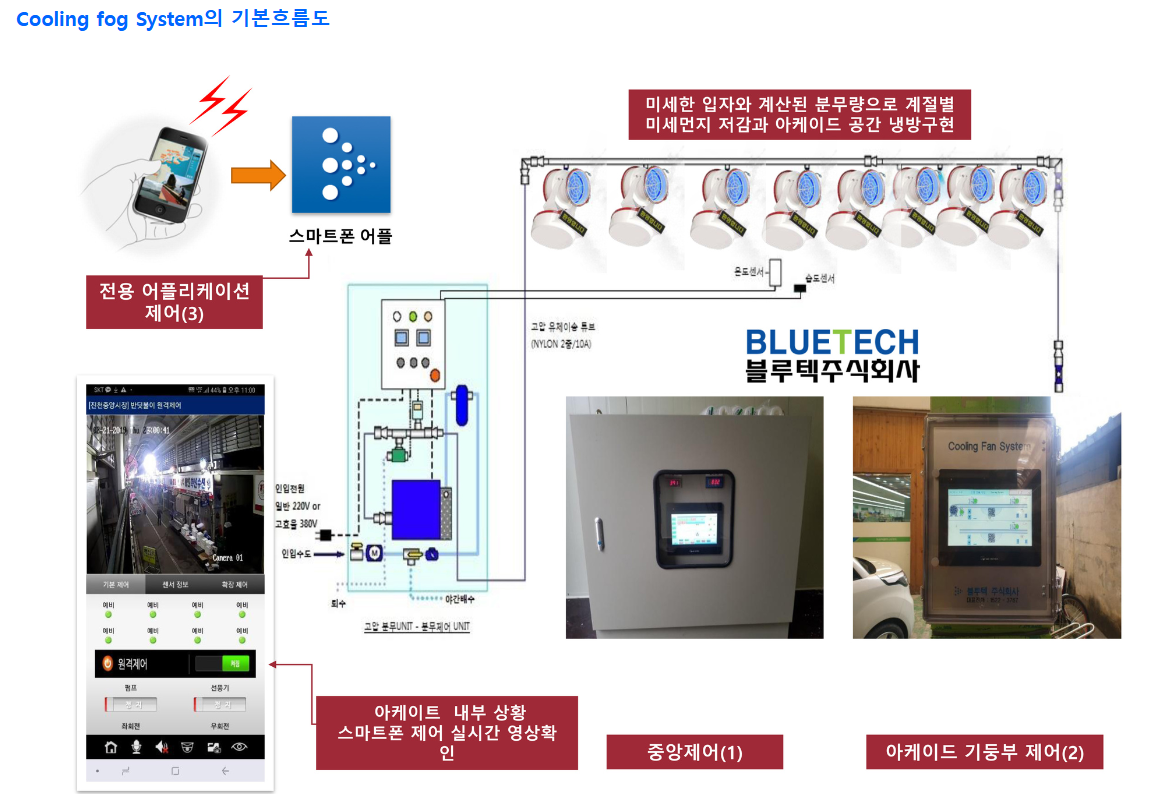 Cooling fog System의 기본흐름도
미세한 입자와 계산된 분무량으로 계절별
미세먼지 저감과 아케이드 공간 냉방구현
스마트폰 어플
전용 어플리케이션
제어(3)
온도센서
습도센서
고압 유체이송 튜브
(NYLON 2중/10A)
BLUETECH
블루텍주식회사
SKT
44%
오후 11:00
[진천중앙시장] 반딧불이 원격제어
Camera 01
기본 제어
센서 정보
확장 제어
예비 예비 예비 예비
예비 예비 예비 예비
원격제어
펌프
선풍기
좌회전
우회전
인입전원
일반 220V or
고효율 380V
인입수도
M
퇴수
야간배수
고압 분무UNIT - 분무제어 UNIT
Cooling Fan System
블루텍 주식회사
아케이트 내부 상황
스마트폰 제어 실시간 영상확
인
중앙제어(1)
아케이드 기둥부 제어(2)